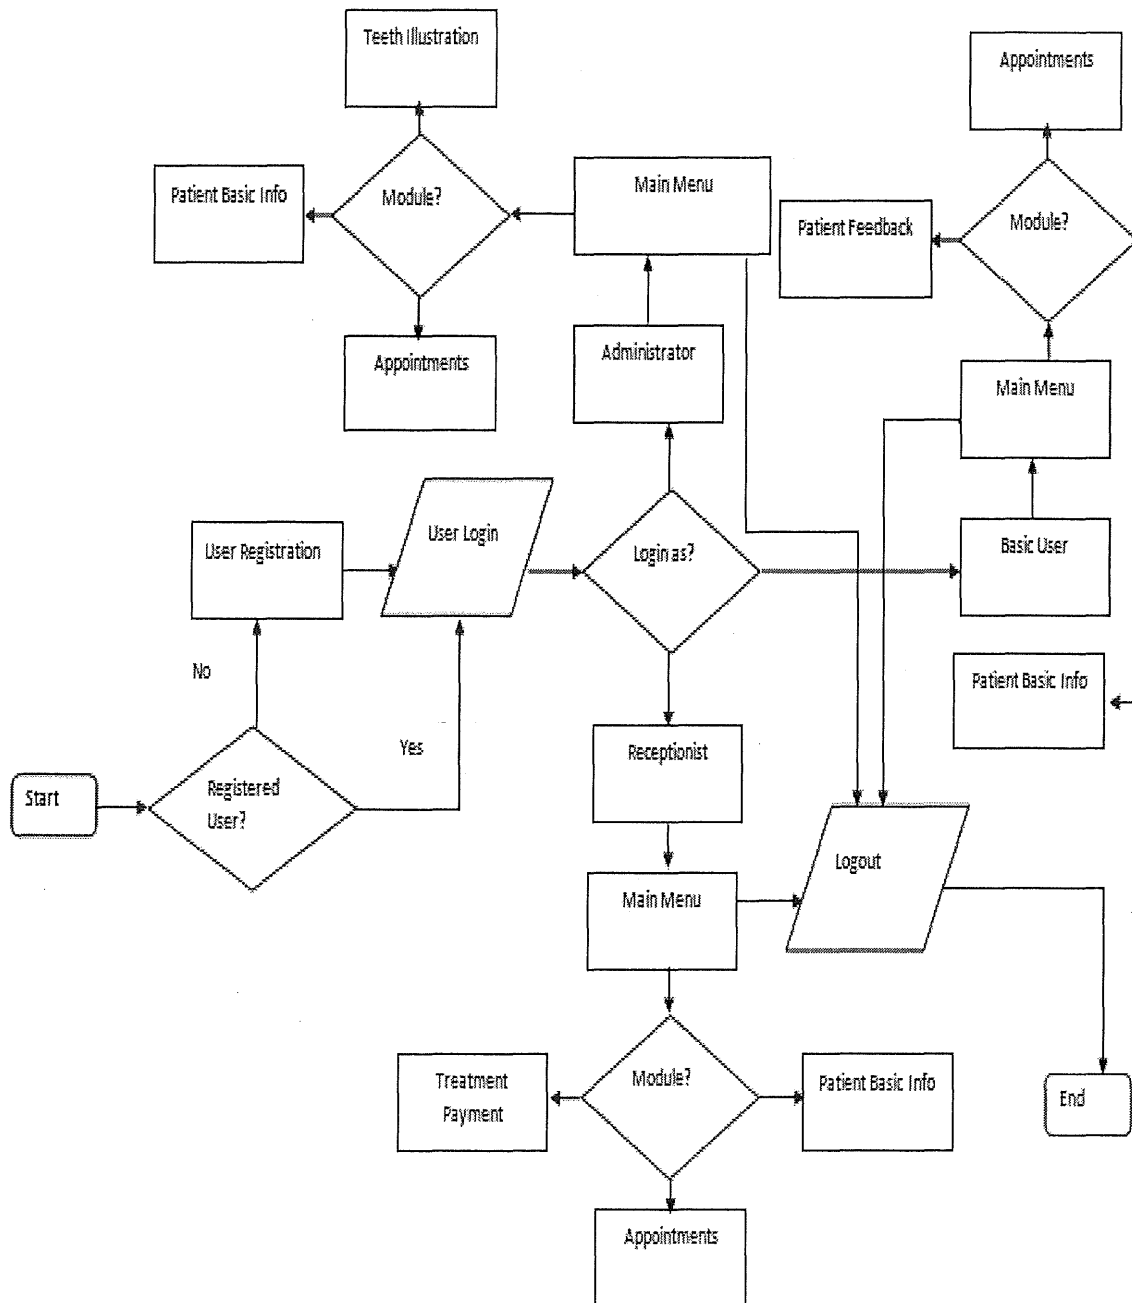 Teeth Illustration
Appointments
Patient Basic Info
Module?
Main Menu
Patient Feedback
Module?
Appointments
Administrator
Main Menu
User Registration
User Login
Login as?
Basic User
No
Patient Basic Info
Yes
Receptionist
Start
Registered
User?
Logout
Main Menu
Treatment
Payment
Module?
Patient Basic Info
End
Appointments